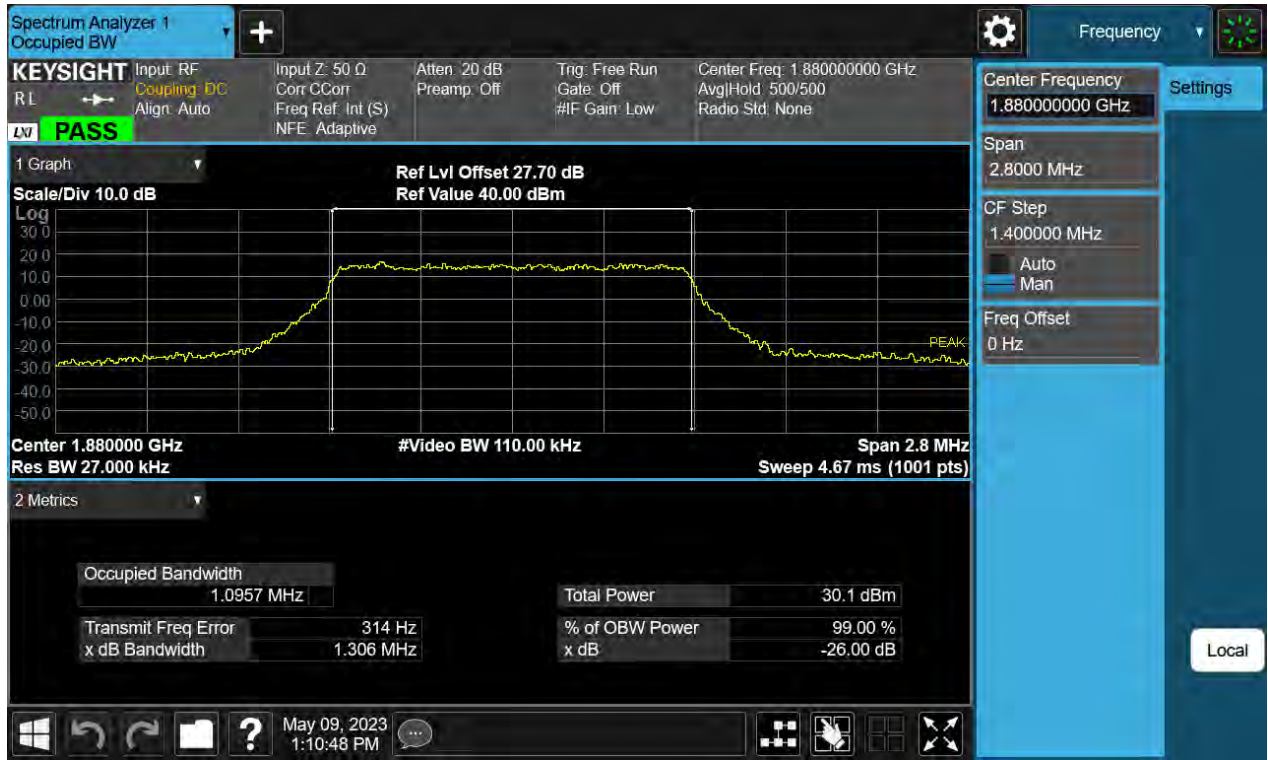 Spectrum Analyzer 1
Occupied BW
+
Frequency
KEYSIGHT
RL
LXI PASS
Input: RF
Coupling: DC
Align: Auto
Input Z: 50 Ω
Corr CCorr
Freq Ref: Int (S)
NFE: Adaptive
Atten: 20 dB
Preamp: Off
Trig: Free Run
Gate: Off
#IF Gain: Low
Center Freq: 1.880000000 GHz
Avg|Hold: 500/500
Radio Std: None
Center Frequency
1.880000000 GHz
Settings
Span
2.8000 MHz
CF Step
1.400000 MHz
Auto
Man
Freq Offset
0 Hz
Local
1 Graph
Scale/Div 10.0 dB
Ref Lvl Offset 27.70 dB
Ref Value 40.00 dBm
Log
30.0
20.0
10.0
0.00
-10.0
-20.0
-30.0
-40.0
-50.0
PEAK
Center 1.880000 GHz
#Video BW 110.00 kHz
Span 2.8 MHz
Res BW 27.000 kHz
Sweep 4.67 ms (1001 pts)
2 Metrics
Occupied Bandwidth
1.0957 MHz
Total Power 30.1 dBm
Transmit Freq Error 314 Hz
% of OBW Power 99.00 %
x dB Bandwidth 1.306 MHz
x dB -26.00 dB
?
May 09, 2023
1:10:48 PM